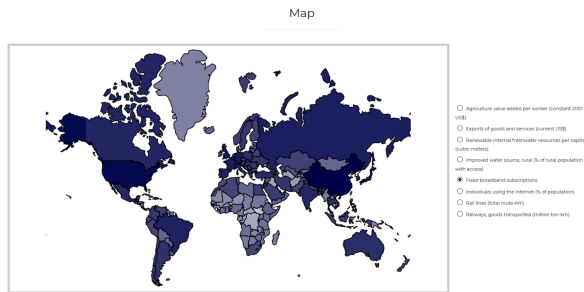 Map
Agriculture value added per worker (constant 2010
US$)
Exports of goods and services (current US$)
Renewable internal freshwater resources per capita
(cubic meters)
Improved water source, rural (% of rural population
with access)
Fixed broadband subscriptions
Individuals using the Internet (% of population)
Rail lines (total route-km)
Railways, goods transported (million ton-km)